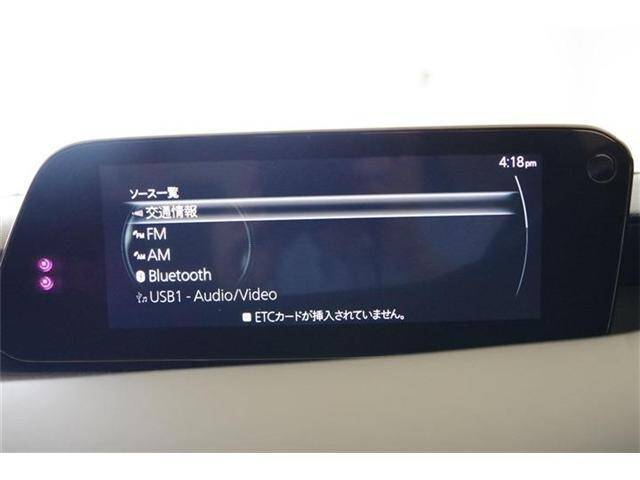 4:18pm
ソース一覧
交通情報
FM
AM
Bluetooth
USB1 - Audio/Video
ETCカードが挿入されていません。